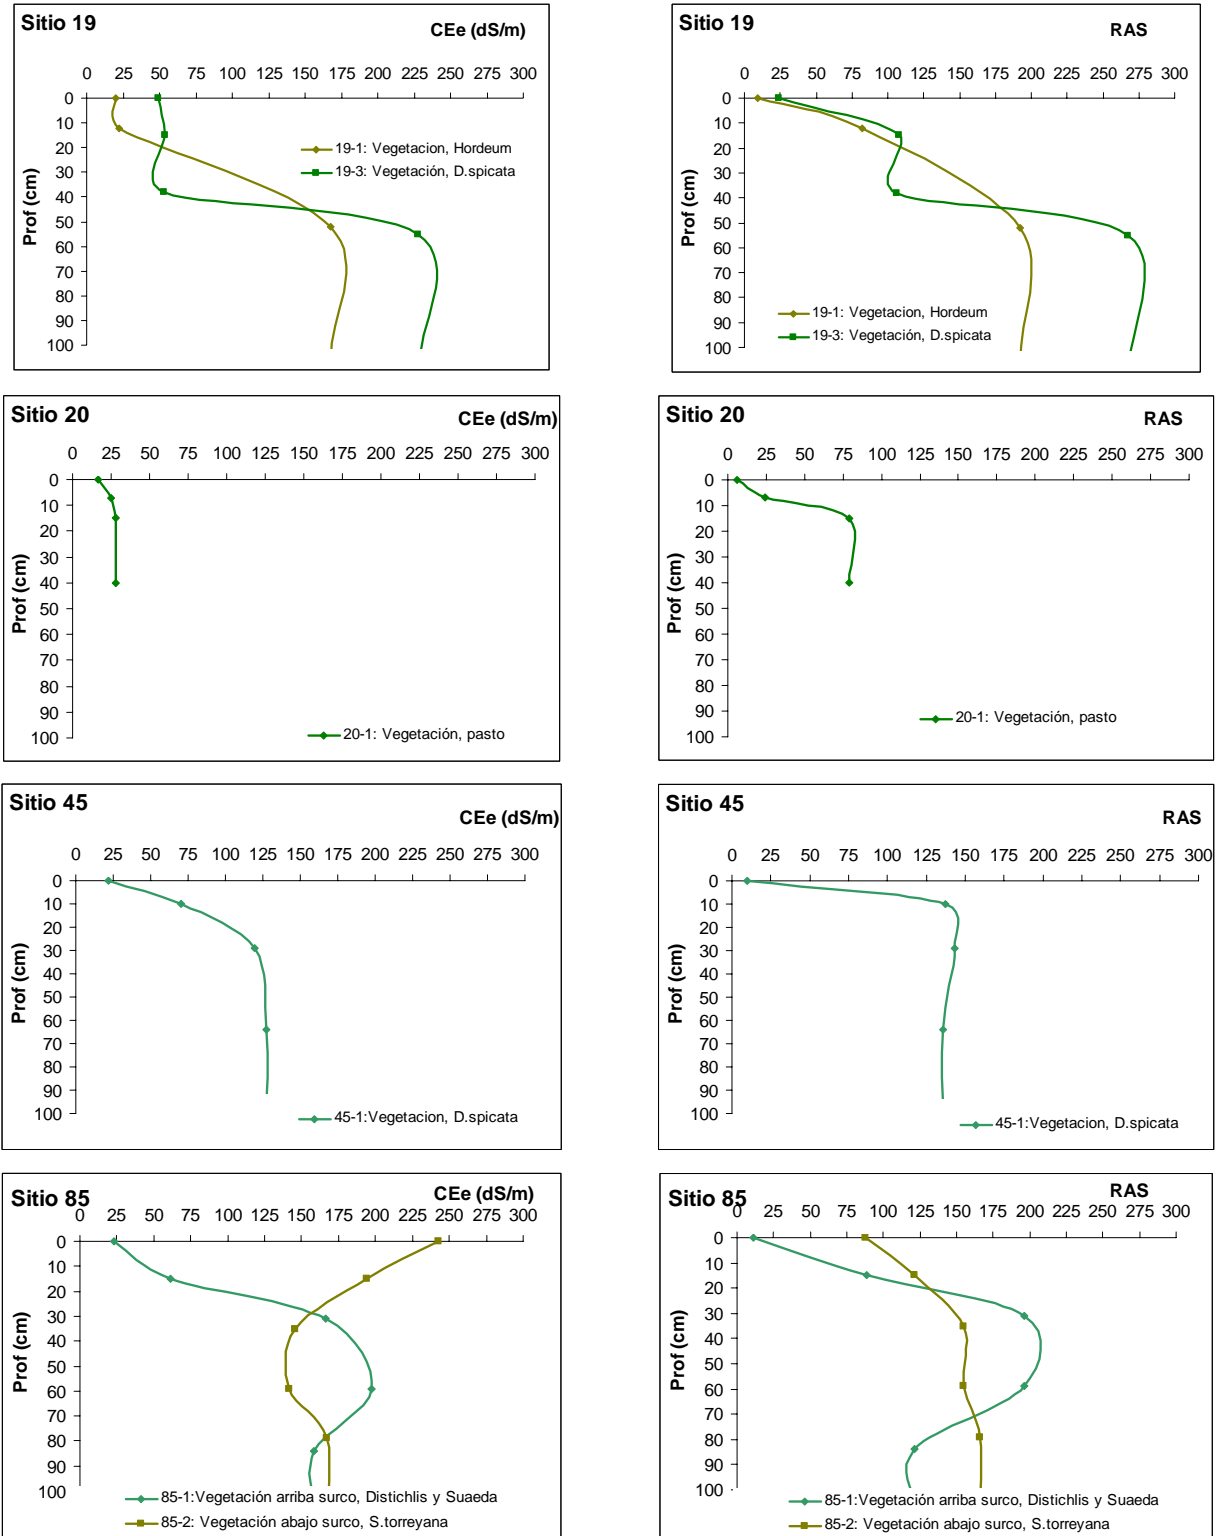 Sitio 19
CEe (dS/m)
0 25 50 75 100 125 150 175 200 225 250 275 300
0
10
20
30
40
50
60
70
80
90
100
Prof (cm)
19-1: Vegetacion, Hordeum
19-3: Vegetación, D.spicata
Sitio 19
RAS
0 25 50 75 100 125 150 175 200 225 250 275 300
0
10
20
30
40
50
60
70
80
90
100
Prof (cm)
19-1: Vegetacion, Hordeum
19-3: Vegetación, D.spicata
Sitio 20
CEe (dS/m)
0 25 50 75 100 125 150 175 200 225 250 275 300
0
10
20
30
40
50
60
70
80
90
100
Prof (cm)
20-1: Vegetación, pasto
Sitio 20
RAS
0 25 50 75 100 125 150 175 200 225 250 275 300
0
10
20
30
40
50
60
70
80
90
100
Prof (cm)
20-1: Vegetación, pasto
Sitio 45
CEe (dS/m)
0 25 50 75 100 125 150 175 200 225 250 275 300
0
10
20
30
40
50
60
70
80
90
100
Prof (cm)
45-1:Vegetacion, D.spicata
Sitio 45
RAS
0 25 50 75 100 125 150 175 200 225 250 275 300
0
10
20
30
40
50
60
70
80
90
100
Prof (cm)
45-1:Vegetacion, D.spicata
Sitio 85
CEe (dS/m)
0 25 50 75 100 125 150 175 200 225 250 275 300
0
10
20
30
40
50
60
70
80
90
100
Prof (cm)
85-1:Vegetación arriba surco, Distichlis y Suaeda
85-2: Vegetación abajo surco, S.torreyana
Sitio 85
RAS
0 25 50 75 100 125 150 175 200 225 250 275 300
0
10
20
30
40
50
60
70
80
90
100
Prof (cm)
85-1:Vegetación arriba surco, Distichlis y Suaeda
85-2: Vegetación abajo surco, S.torreyana